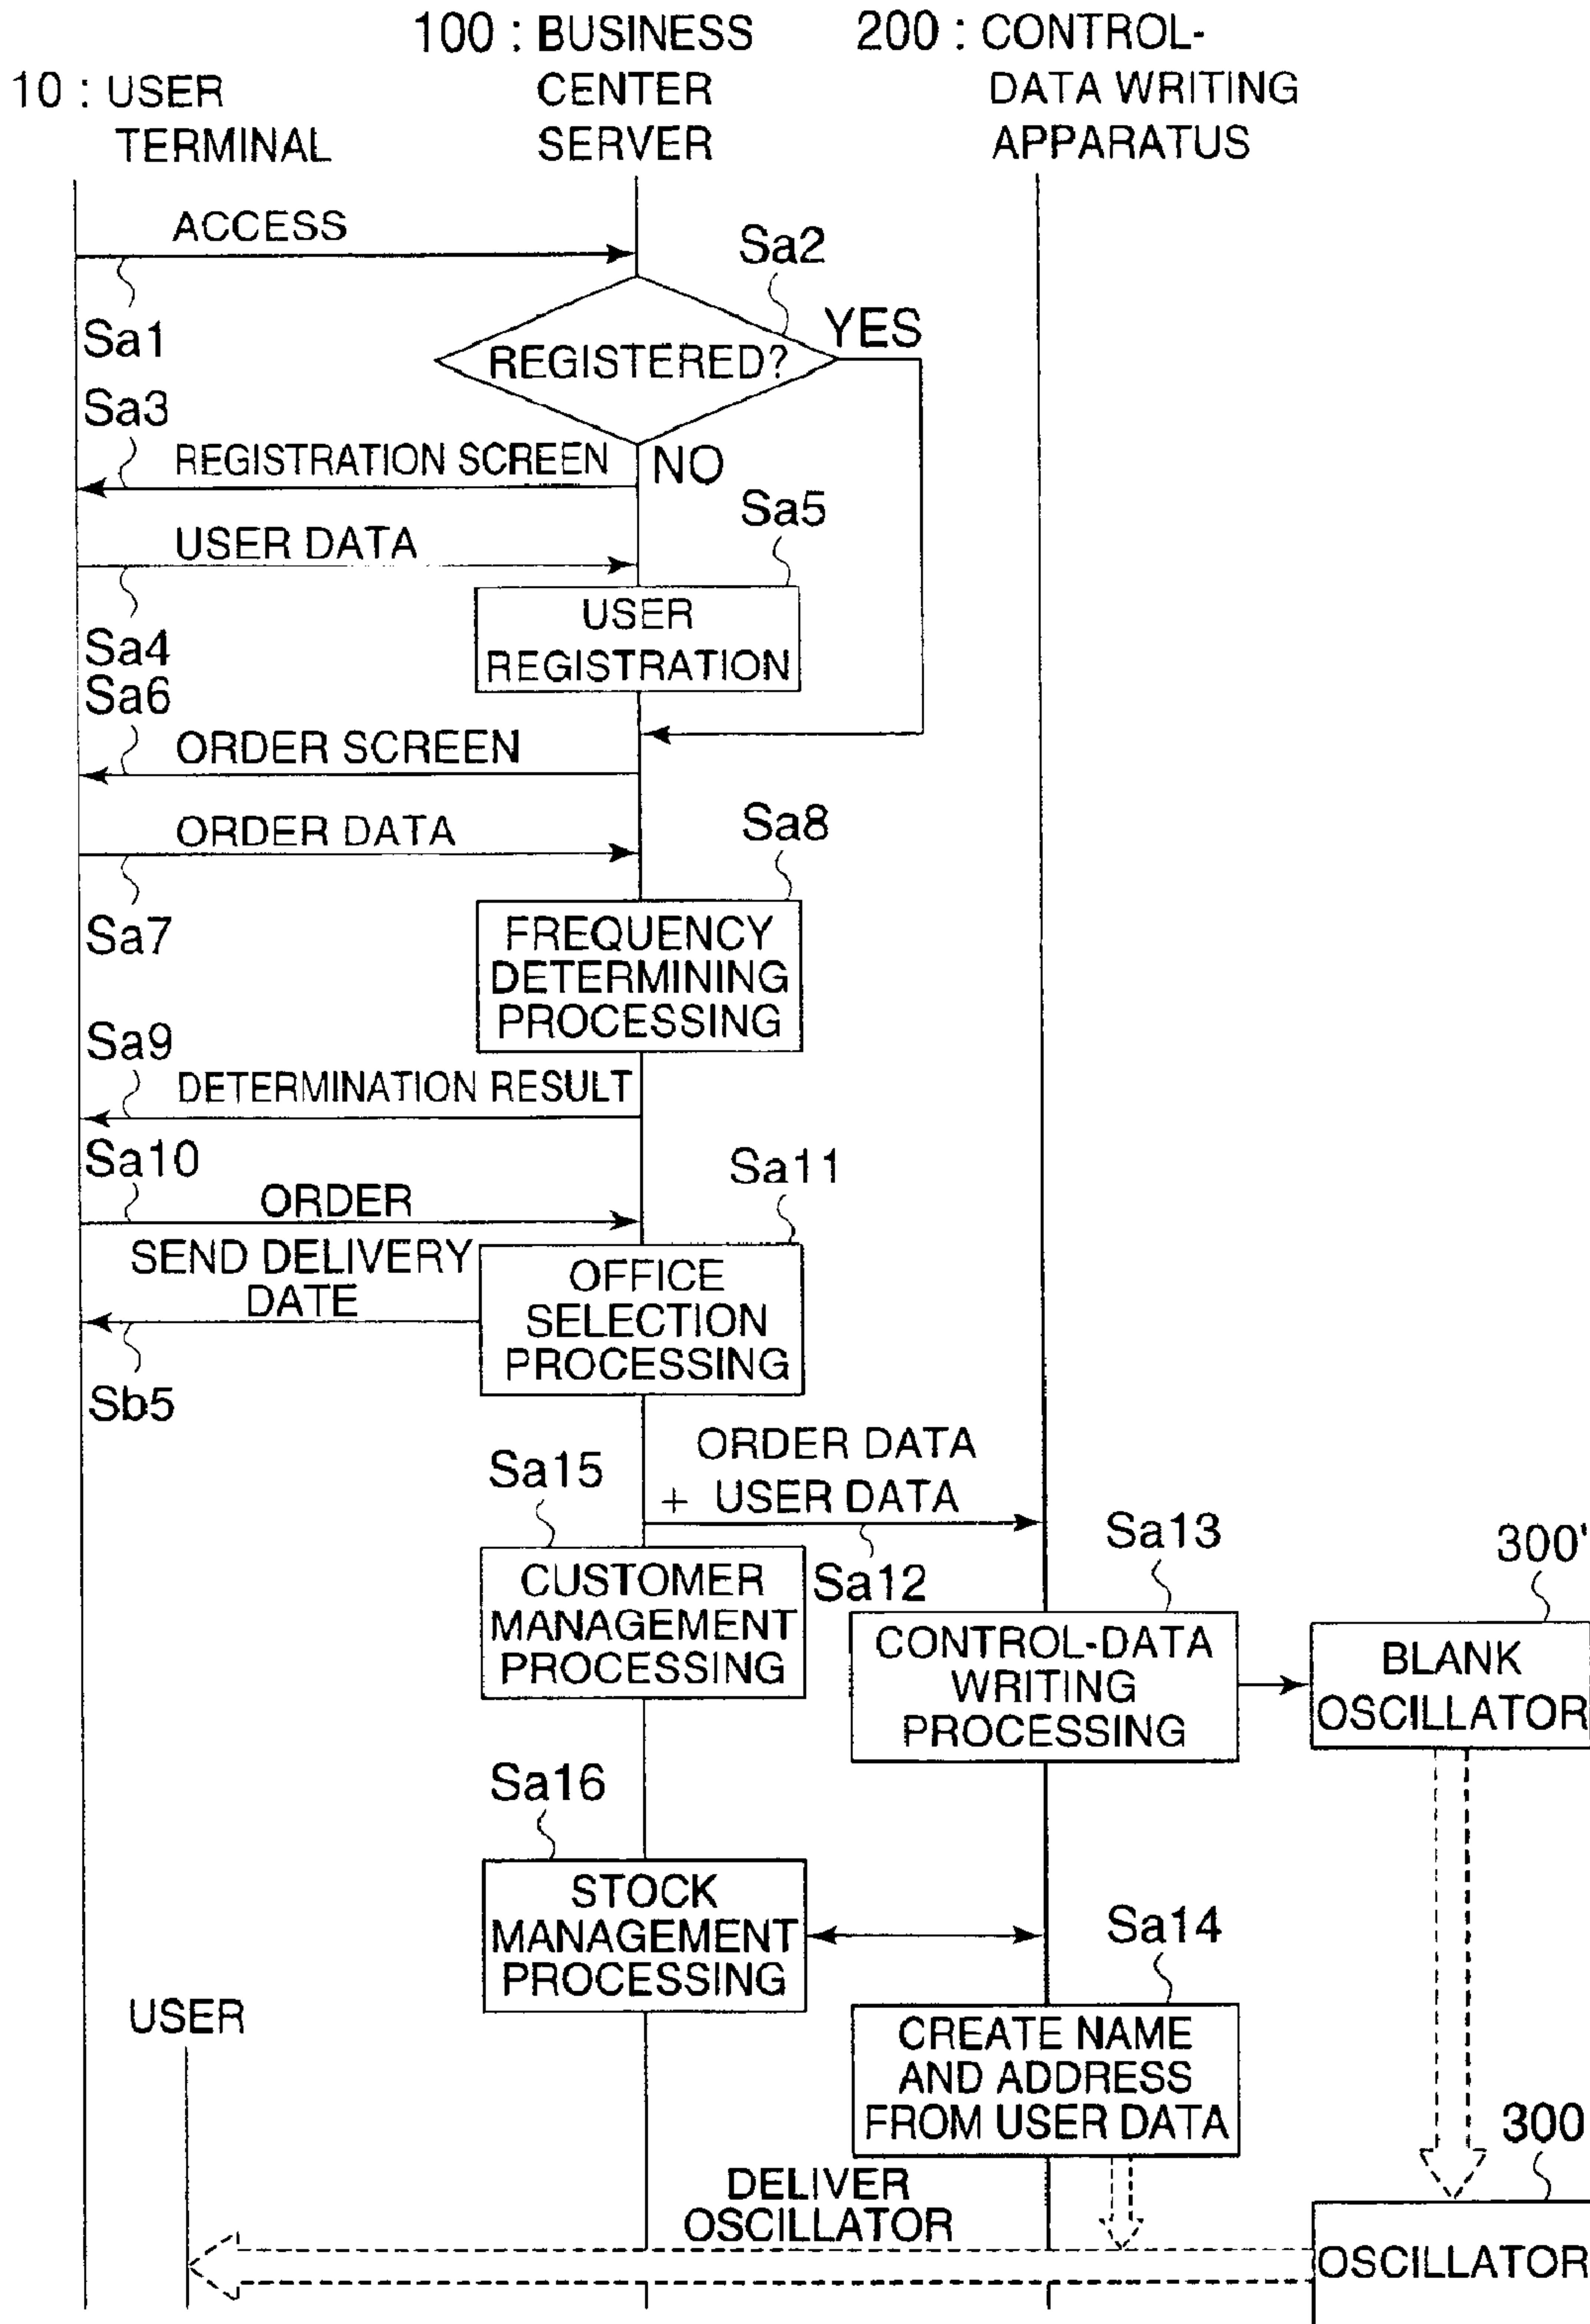 100 : BUSINESS
CENTER
SERVER
200 : CONTROL-
DATA WRITING
APPARATUS
10 : USER
TERMINAL
ACCESS
Sa1
Sa2
REGISTERED?
YES
Sa3
REGISTRATION SCREEN
NO
Sa5
USER DATA
USER
REGISTRATION
Sa4
Sa6
ORDER SCREEN
ORDER DATA
Sa8
Sa7
FREQUENCY
DETERMINING
PROCESSING
Sa9
DETERMINATION RESULT
Sa10
ORDER
Sa11
SEND DELIVERY
DATE
OFFICE
SELECTION
PROCESSING
Sb5
ORDER DATA
+ USER DATA
Sa15
Sa12
CUSTOMER
MANAGEMENT
PROCESSING
Sa13
CONTROL-DATA
WRITING
PROCESSING
300'
BLANK
OSCILLATOR
Sa16
STOCK
MANAGEMENT
PROCESSING
Sa14
CREATE NAME
AND ADDRESS
FROM USER DATA
USER
DELIVER
OSCILLATOR
300
OSCILLATOR